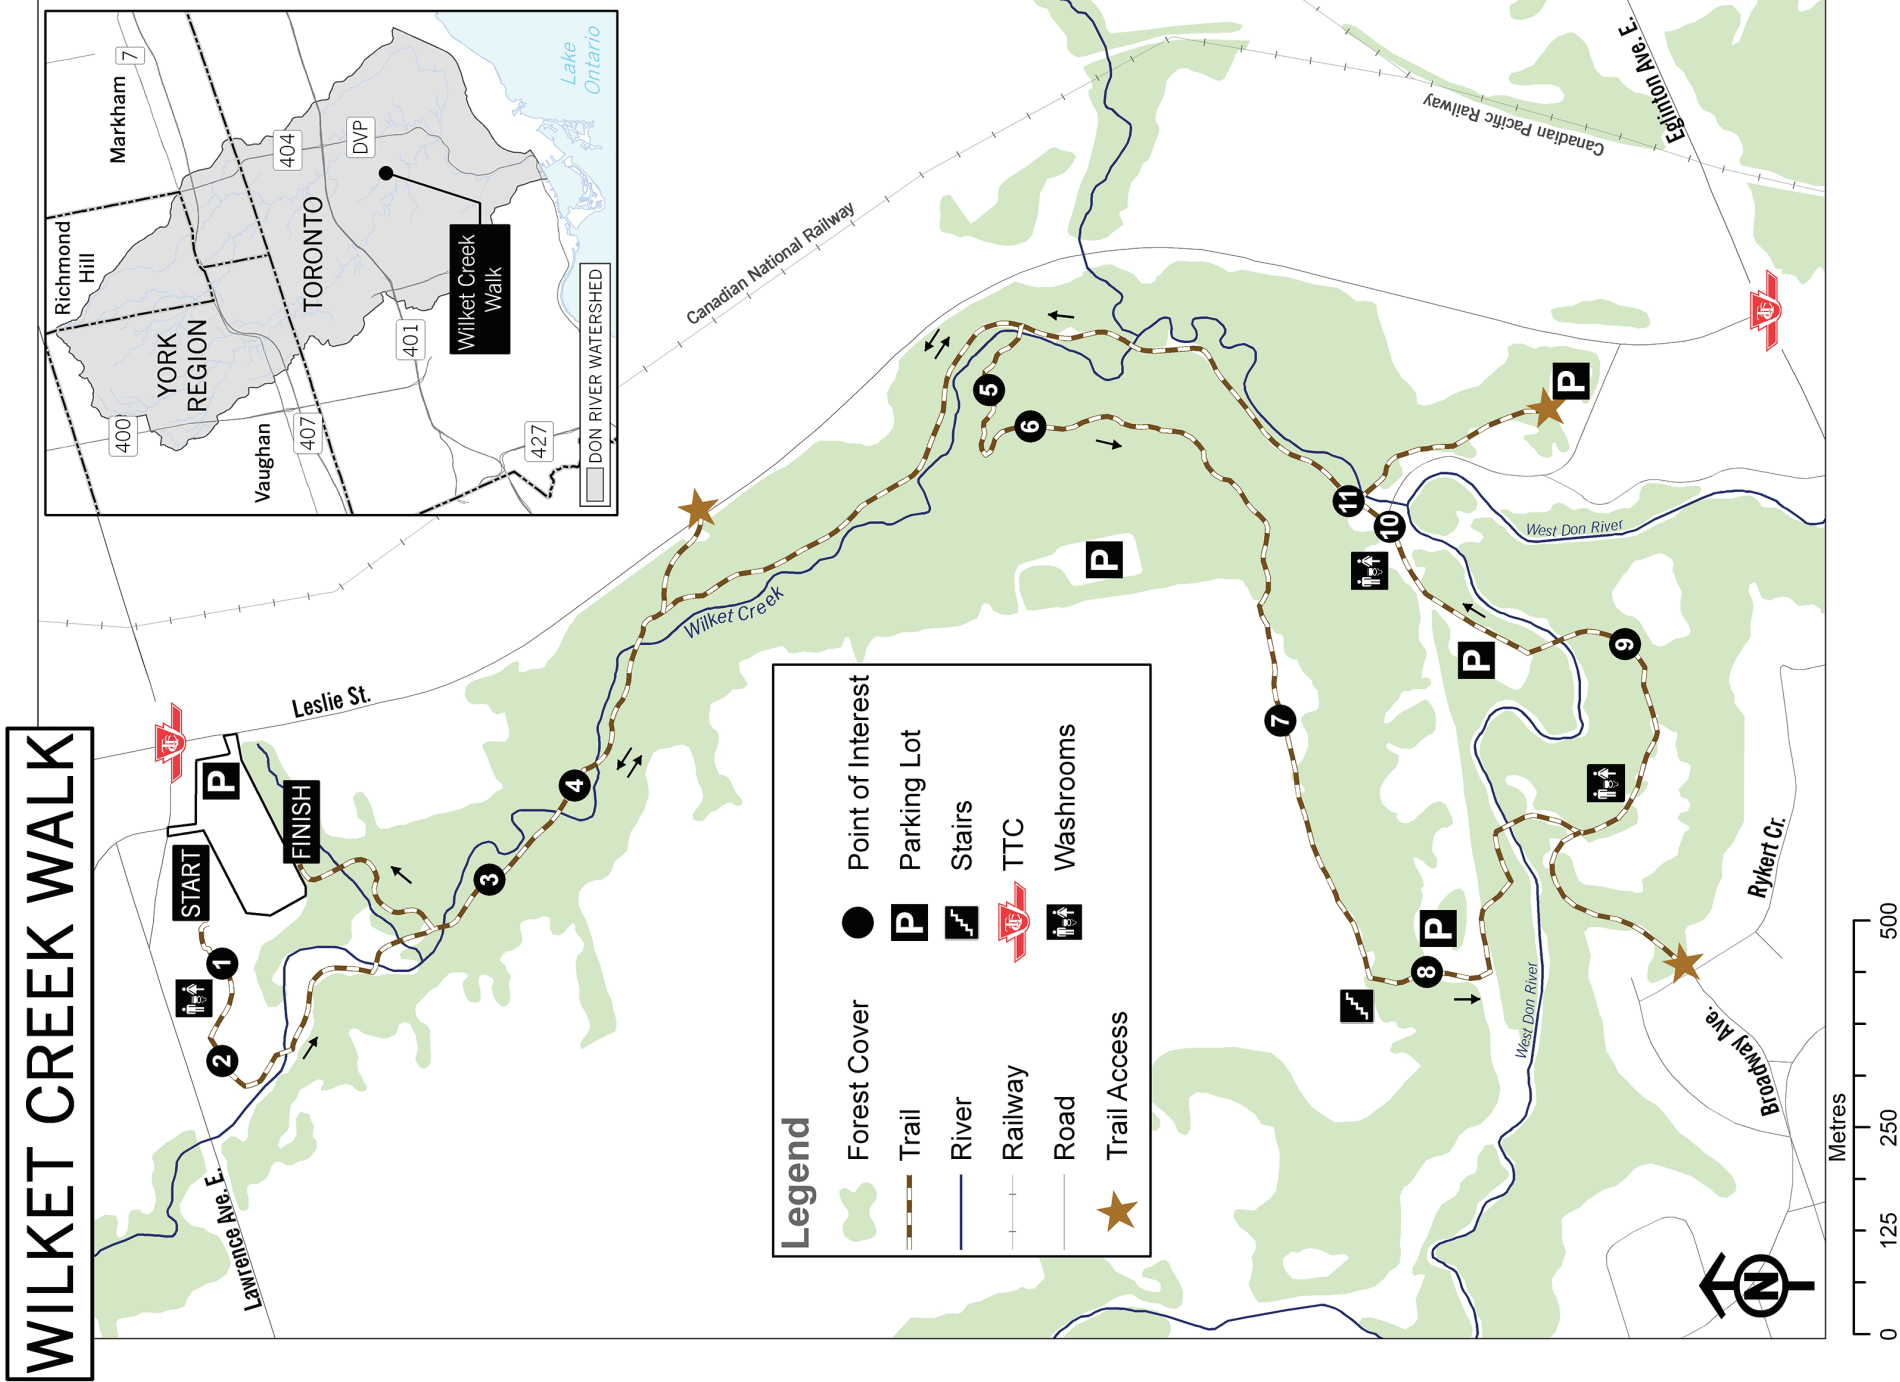 WILKET CREEK WALK
Richmond
Hill
Markham
7
YORK
REGION
TORONTO
404
DVP
400
407
401
427
Vaughan
Lake
Ontario
Wilket Creek
Walk
DON RIVER WATERSHED
Lawrence Ave. E.
Leslie St.
START
FINISH
P
1
2
3
4
5
6
7
8
9
10
11
P
P
P
P
Wilket Creek
Canadian National Railway
Canadian Pacific Railway
Eglinton Ave. E.
West Don River
West Don River
Rykert Cr.
Broadway Ave.
Legend
Forest Cover
Trail
River
Railway
Road
Trail Access
Point of Interest
P
Parking Lot
Stairs
TTC
Washrooms
N
Metres
0
125
250
500